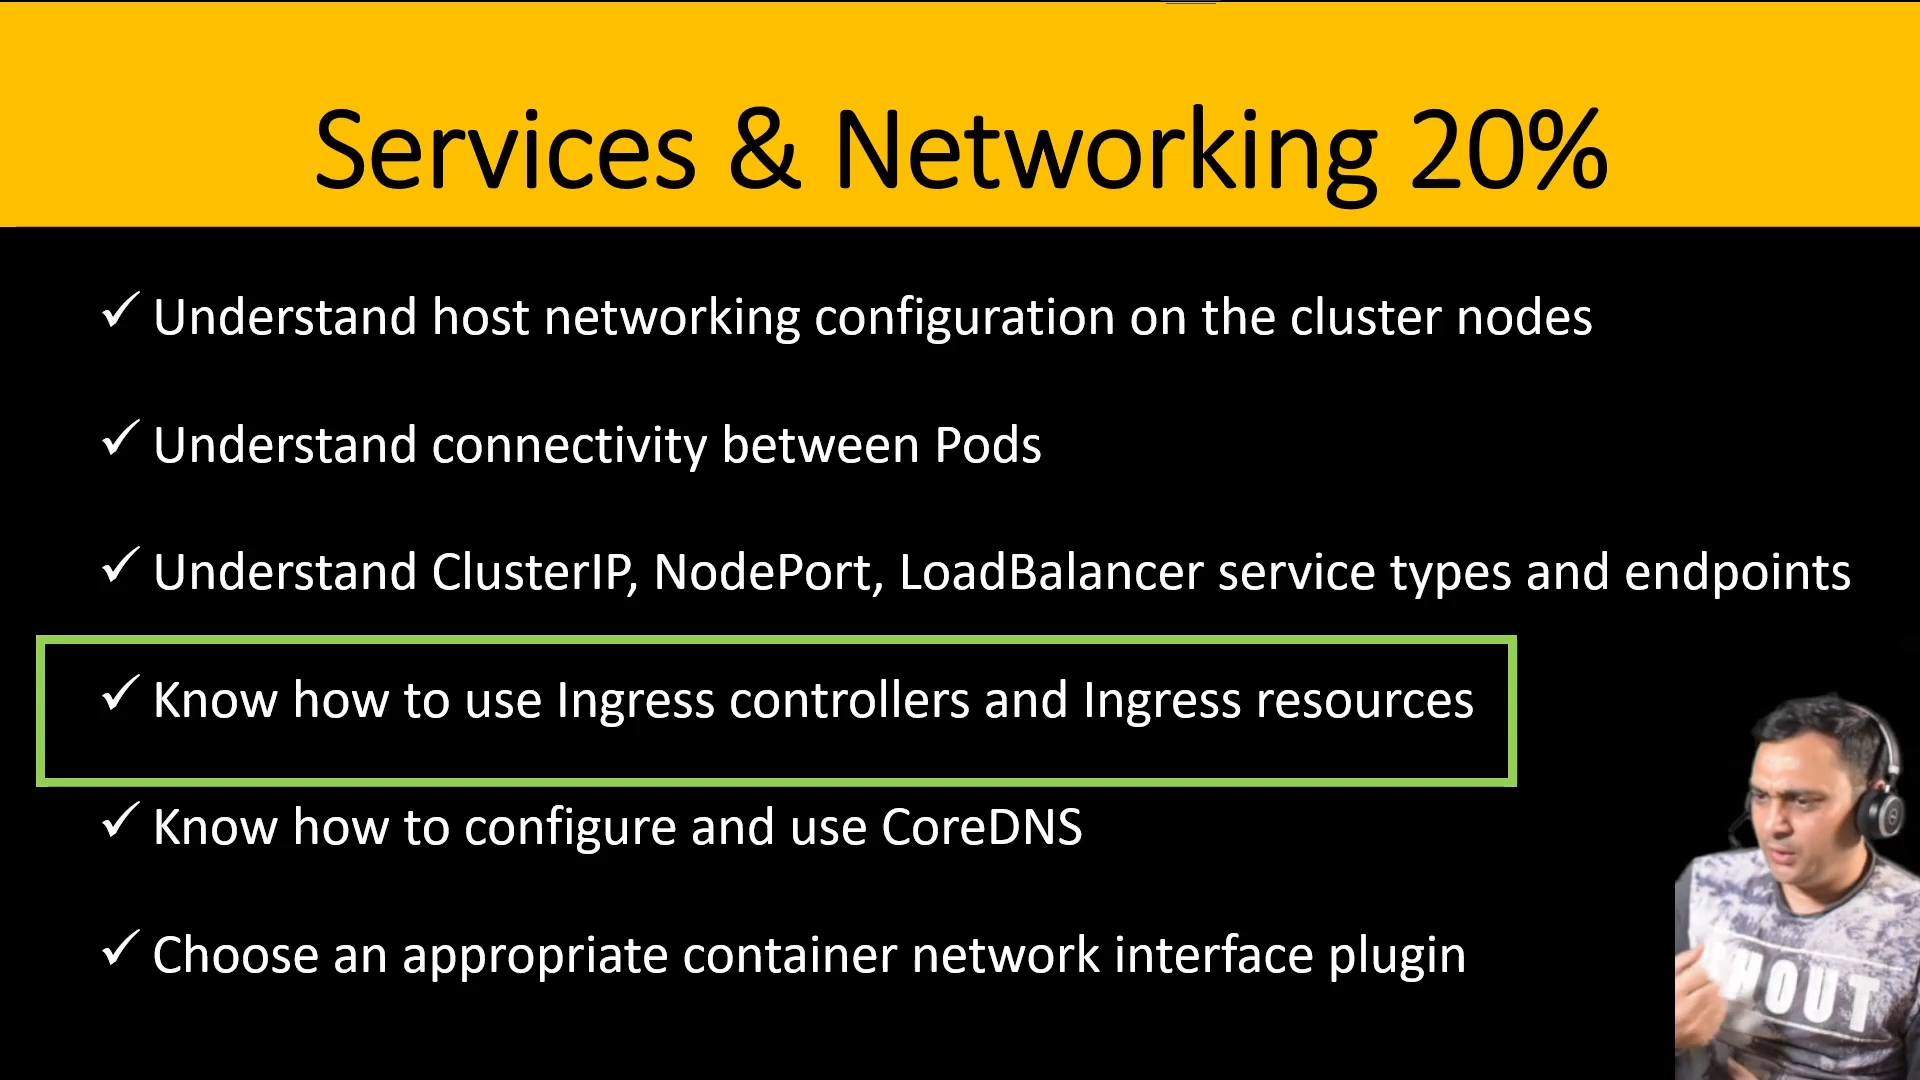 Services & Networking 20%
✓ Understand host networking configuration on the cluster nodes
✓ Understand connectivity between Pods
✓ Understand ClusterIP, NodePort, LoadBalancer service types and endpoints
✓ Know how to use Ingress controllers and Ingress resources
✓ Know how to configure and use CoreDNS
✓ Choose an appropriate container network interface plugin
HOUT